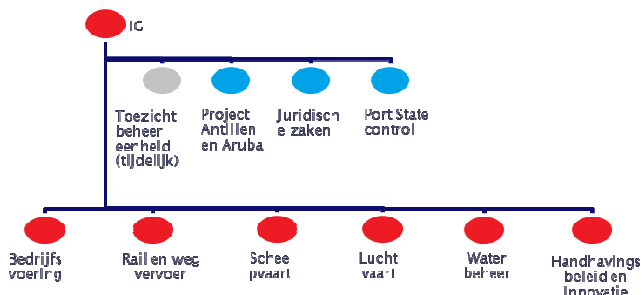 IG
Toezicht
beheer
eenheid
(tijdelijk)
Project
Antillen
en Aruba
Juridisch
e zaken
Port State
control
Bedrijfs
voering
Rail en weg
vervoer
Schee
pvaart
Lucht
vaart
Water
beheer
Handhavings
beleid en
Innovatie